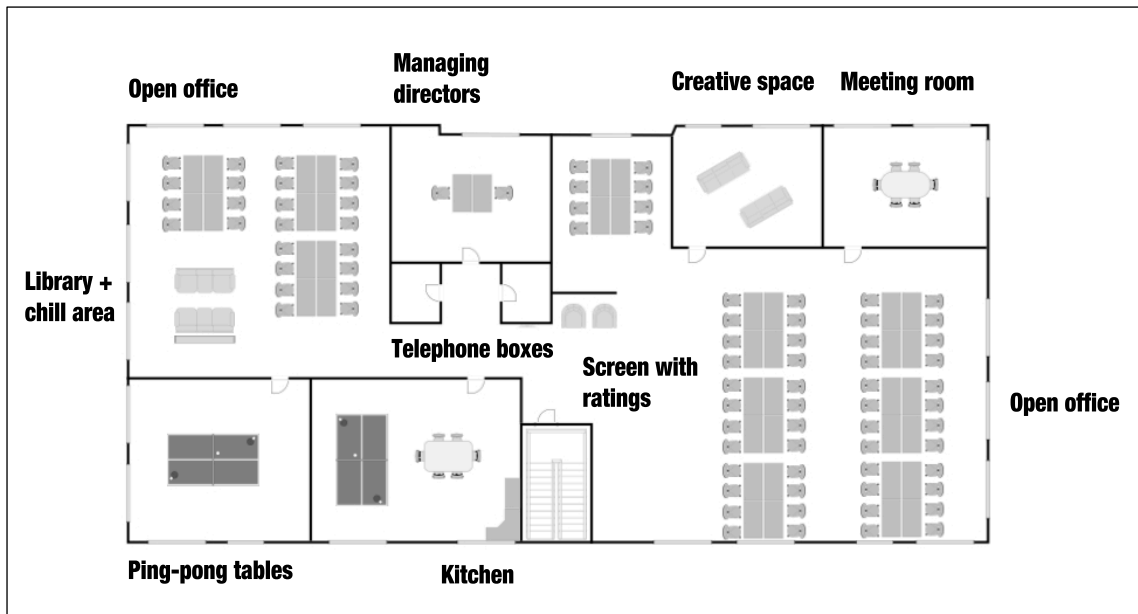 Open office
Managing
directors
Creative space
Meeting room
Library +
chill area
Telephone boxes
Screen with
ratings
Open office
Ping-pong tables
Kitchen